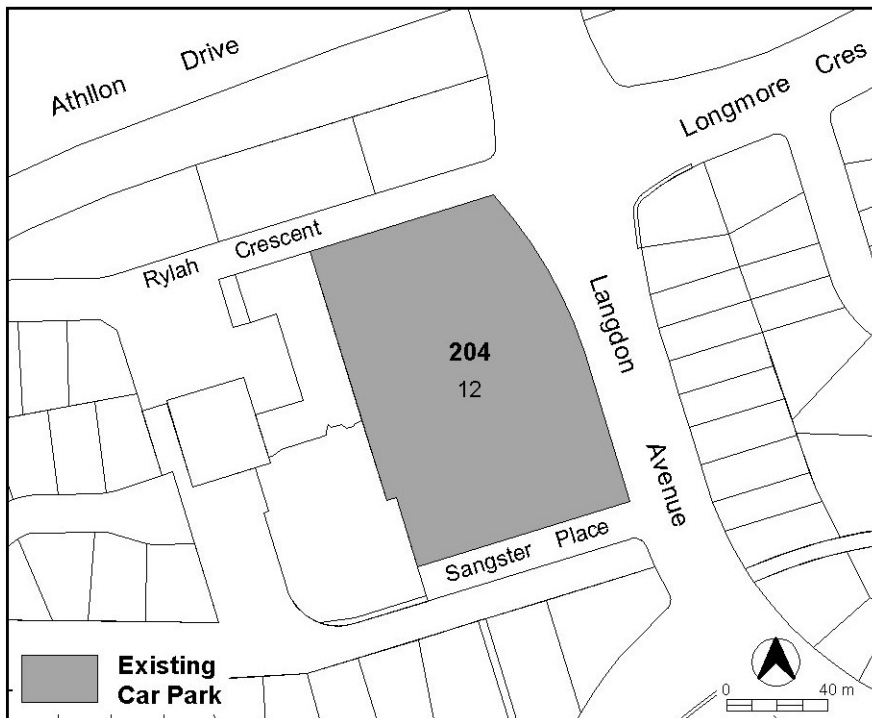 Athllon Drive
Longmore Cres
Rylah Crescent
Langdon
Avenue
204
12
Sangster Place
Existing
Car Park
0 40 m